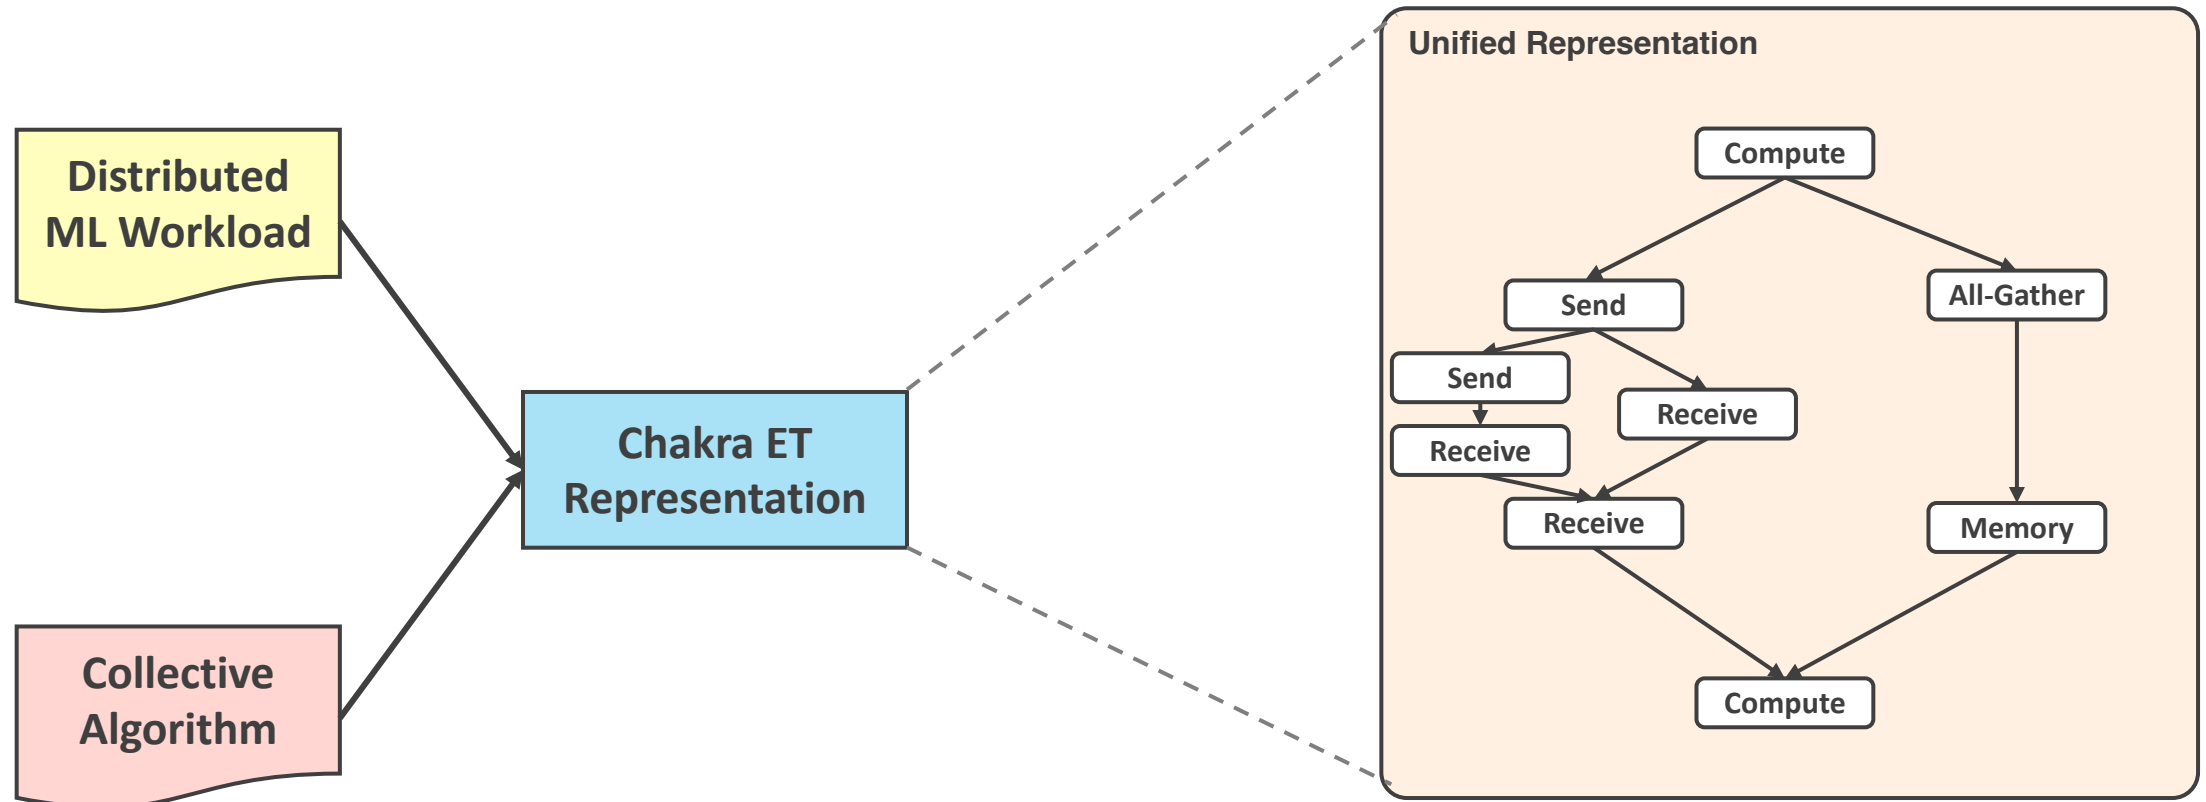 Distributed
ML Workload
Collective
Algorithm
Chakra ET
Representation
Unified Representation
Compute
Send
All-Gather
Send
Receive
Receive
Receive
Memory
Compute